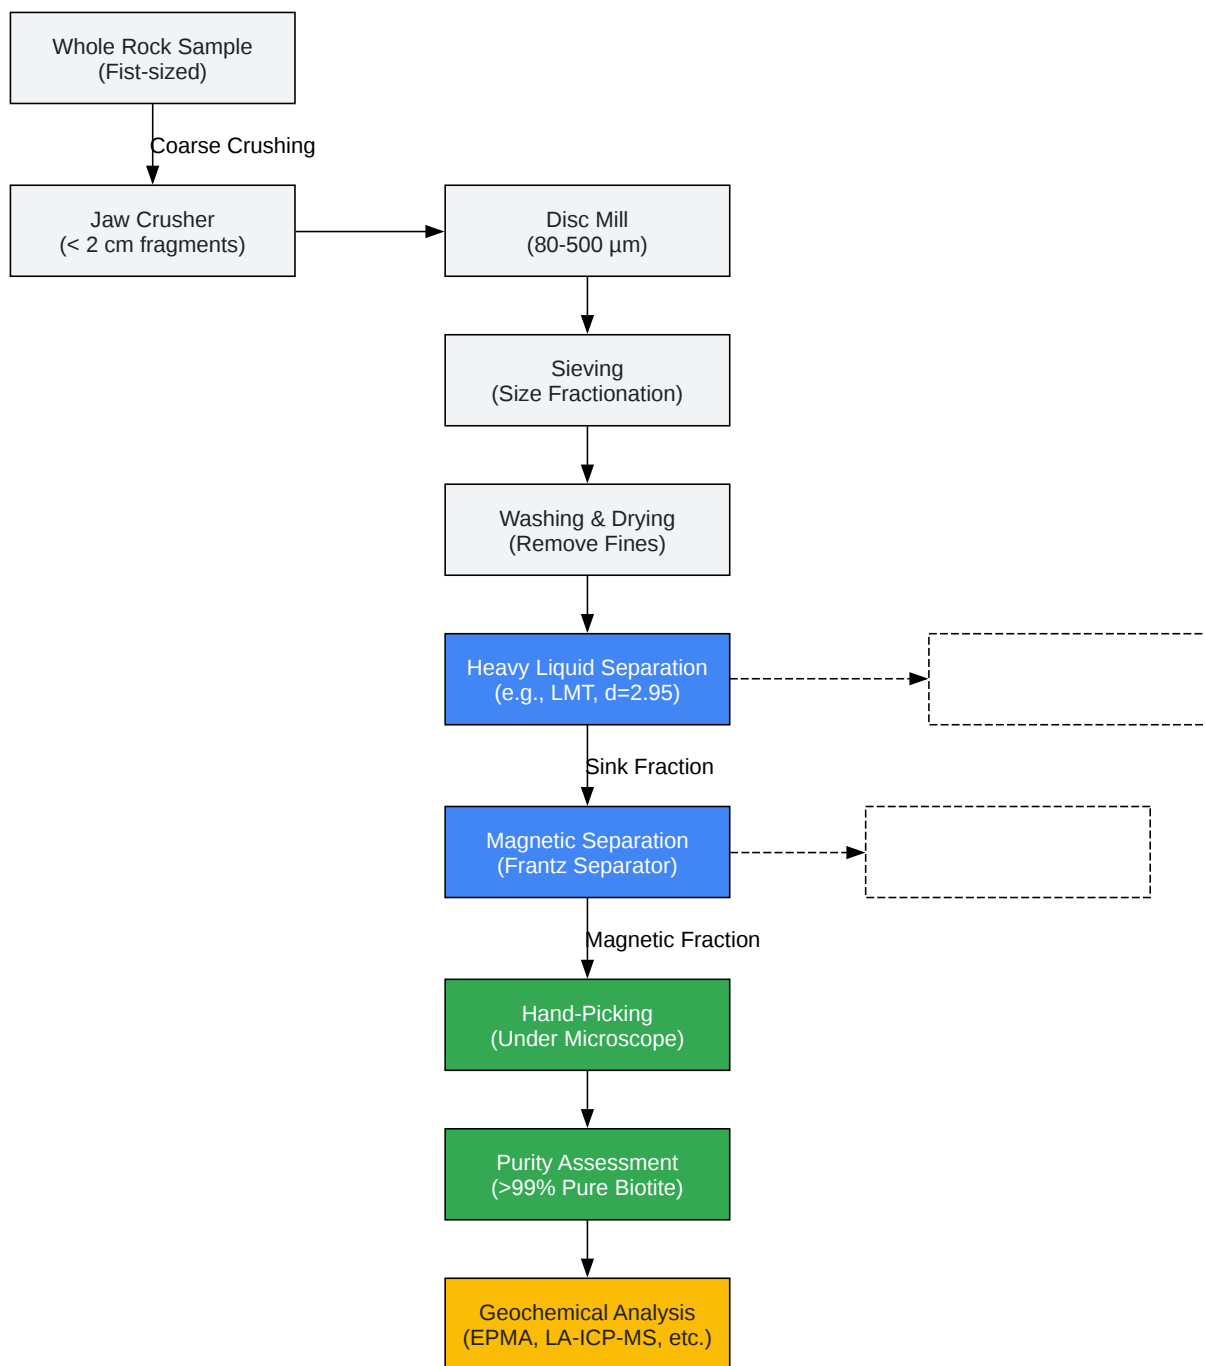 Whole Rock Sample
(Fist-sized)
Coarse Crushing
Jaw Crusher
(< 2 cm fragments)
Disc Mill
(80-500 µm)
Sieving
(Size Fractionation)
Washing & Drying
(Remove Fines)
Heavy Liquid Separation
(e.g., LMT, d=2.95)
Sink Fraction
Magnetic Separation
(Frantz Separator)
Magnetic Fraction
Hand-Picking
(Under Microscope)
Purity Assessment
(>99% Pure Biotite)
Geochemical Analysis
(EPMA, LA-ICP-MS, etc.)